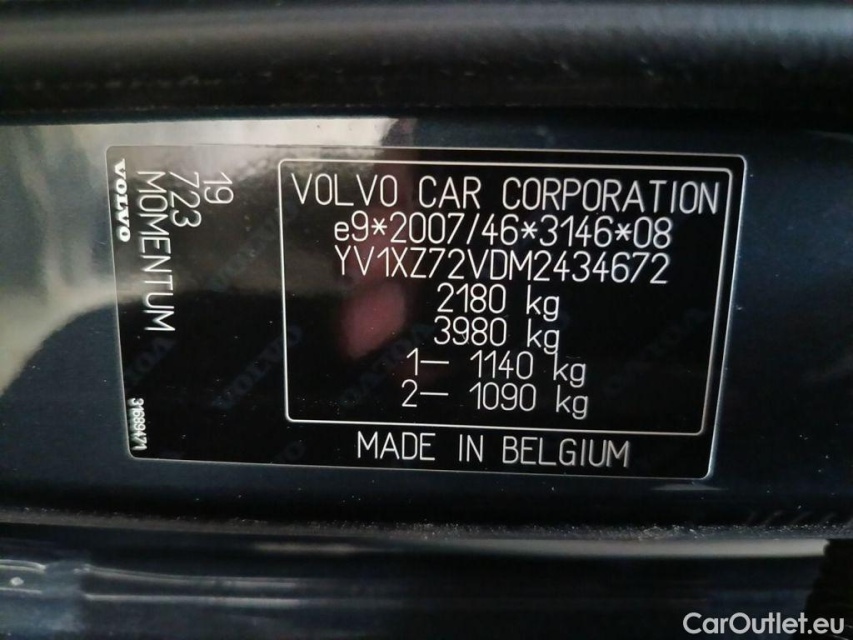 VOLVO CAR CORPORATION
e9*2007/46*3146*08
YV1XZ72VDM2434672
2180 kg
3980 kg
1— 1140 kg
2— 1090 kg
MADE IN BELGIUM
19
723
MOMENTUM
VOLVO
31689471
CarOutlet.eu